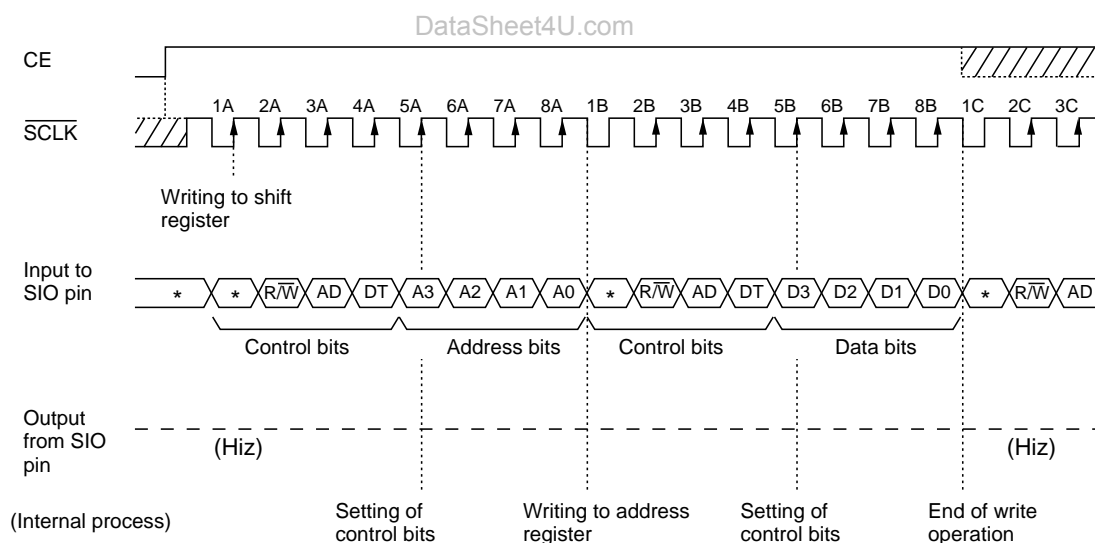 DataSheet4U.com
CE
SCLK
1A 2A 3A 4A 5A 6A 7A 8A 1B 2B 3B 4B 5B 6B 7B 8B 1C 2C 3C
Writing to shift
register
Input to
SIO pin
* * R/W AD DT A3 A2 A1 A0 * R/W AD DT D3 D2 D1 D0 * R/W AD
Control bits Address bits Control bits Data bits
Output
from SIO
pin
(Hiz) (Hiz)
(Internal process)
Setting of
control bits
Writing to address
register
Setting of
control bits
End of write
operation